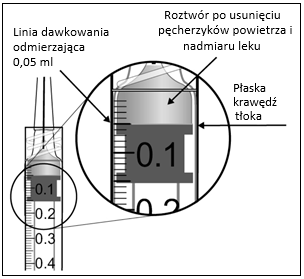 Linia dawkowania
odmierzająca
0,05 ml
Roztwór po usunięciu
pęcherzyków powietrza i
nadmiaru leku
Płaska
krawędź
tłoka
0.1
0.2
0.1
0.2
0.3
0.4